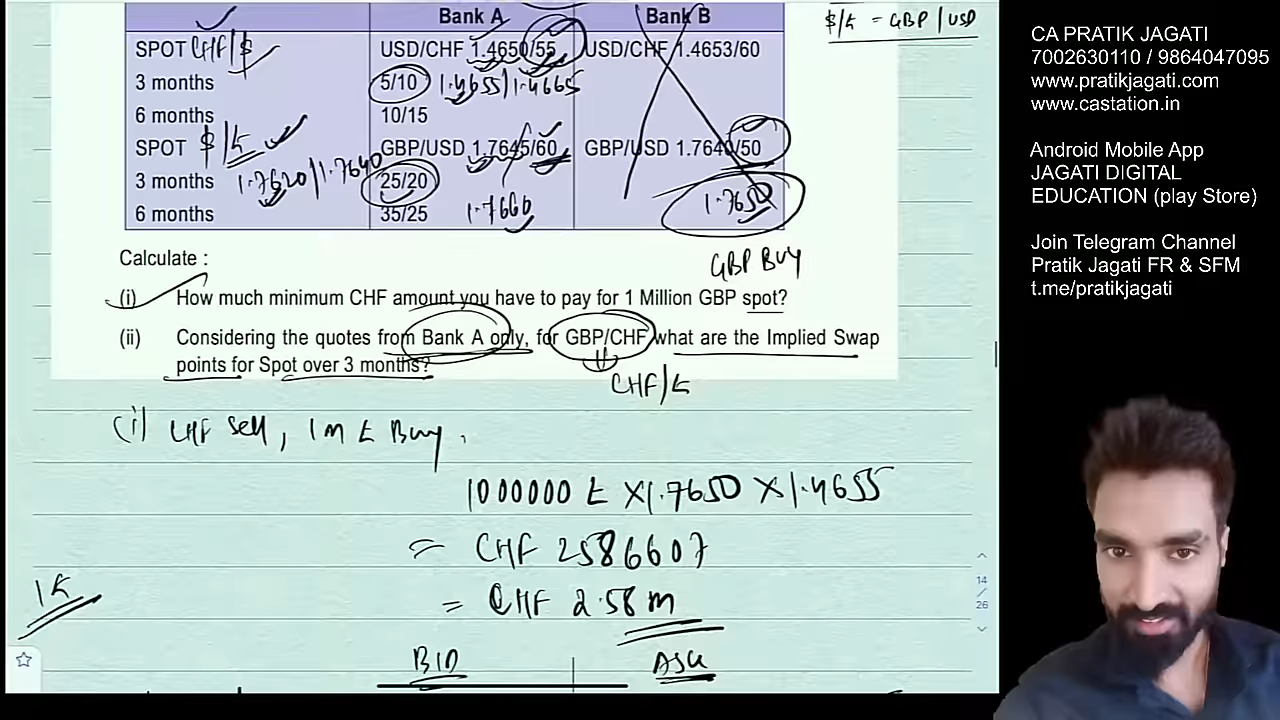 Bank A Bank B
SPOT CHF/$ USD/CHF 1.4650/55 USD/CHF 1.4653/60
3 months 5/10 1.4655/1.4665
6 months 10/15
SPOT $/£ GBP/USD 1.7645/60 GBP/USD 1.7640/50
3 months 1.7620/1.7640 25/20
6 months 35/25 1.7660 1.7650
$/£ = GBP/USD
Calculate :
GBP Buy
(i) How much minimum CHF amount you have to pay for 1 Million GBP spot?
(ii) Considering the quotes from Bank A only, for GBP/CHF what are the Implied Swap
points for Spot over 3 months?
CHF/£
(i) CHF Sell, 1m £ Buy.
1000000 £ X 1.7650 X 1.4655
= CHF 2586607
= CHF 2.58m
1£
BID ASK
14
/
26
CA PRATIK JAGATI
7002630110 / 9864047095
www.pratikjagati.com
www.castation.in
Android Mobile App
JAGATI DIGITAL
EDUCATION (play Store)
Join Telegram Channel
Pratik Jagati FR & SFM
t.me/pratikjagati